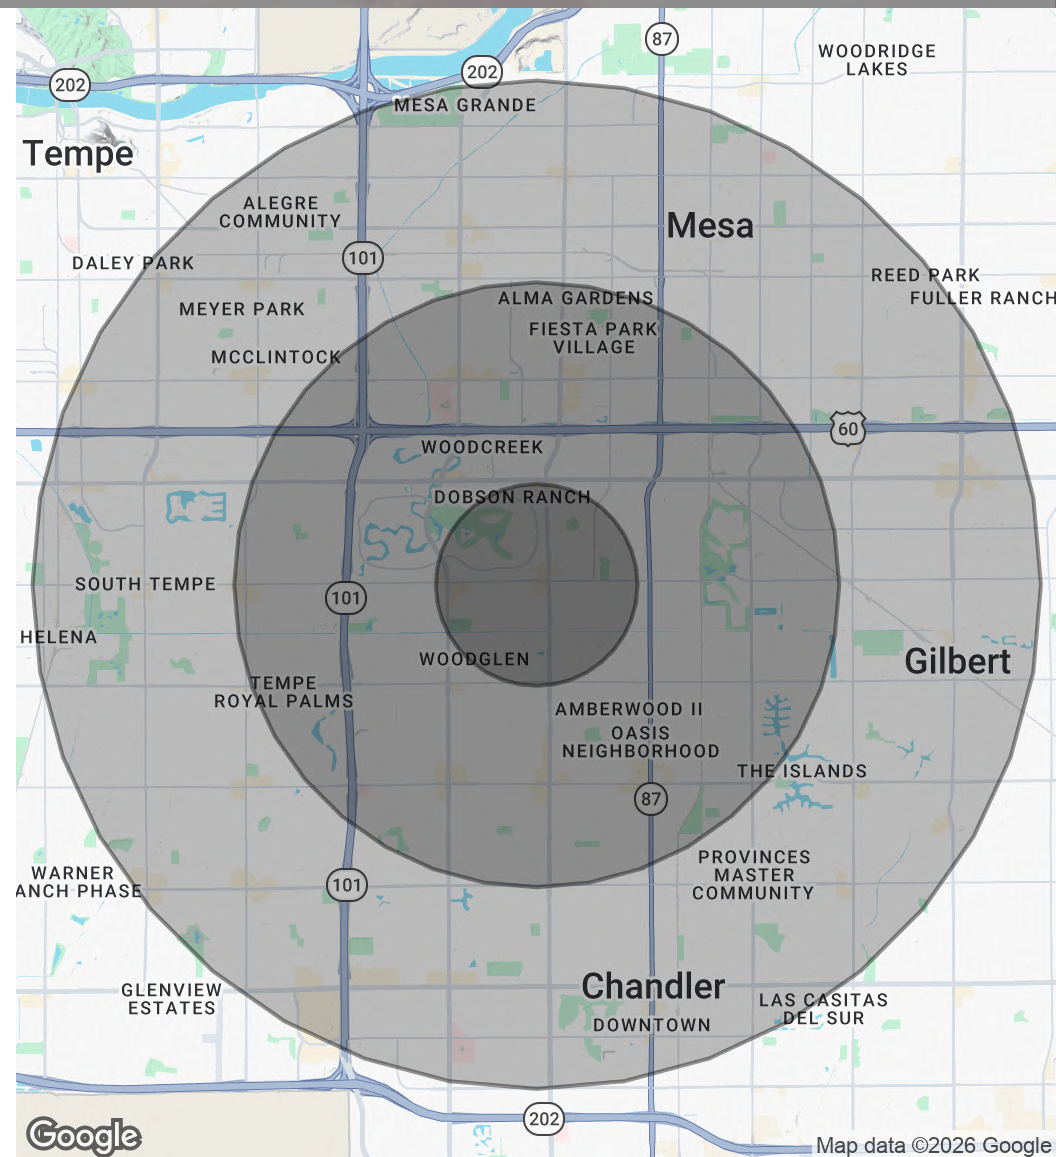 87
WOODRIDGE
LAKES
202
202
MESA GRANDE
Tempe
ALEGRE
COMMUNITY
Mesa
101
DALEY PARK
REED PARK
ALMA GARDENS
FULLER RANCH
MEYER PARK
FIESTA PARK
VILLAGE
MCCLINTOCK
60
WOODCREEK
DOBSON RANCH
SOUTH TEMPE
101
HELENA
WOODGLEN
Gilbert
TEMPE
ROYAL PALMS
AMBERWOOD II
OASIS
NEIGHBORHOOD
THE ISLANDS
87
PROVINCES
MASTER
COMMUNITY
WARNER
ANCH PHASE
101
Chandler
GLENVIEW
ESTATES
LAS CASITAS
DEL SUR
DOWNTOWN
202
Google
Map data ©2026 Google